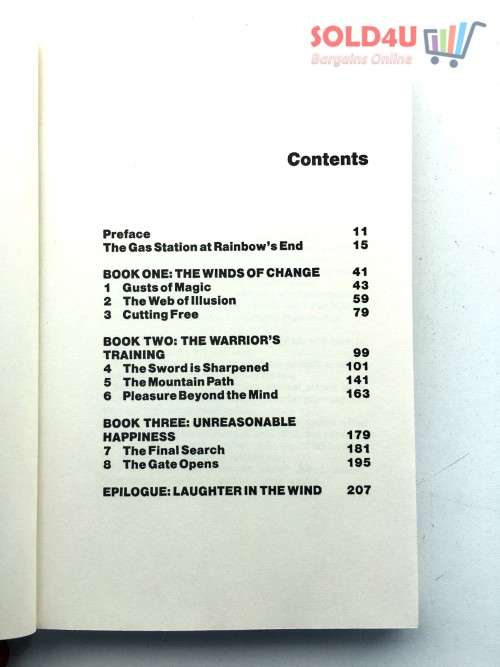 SOLD4U
Bargains Online
Contents
Preface 11
The Gas Station at Rainbow's End 15
BOOK ONE: THE WINDS OF CHANGE 41
1 Gusts of Magic 43
2 The Web of Illusion 59
3 Cutting Free 79
BOOK TWO: THE WARRIOR'S
TRAINING 99
4 The Sword is Sharpened 101
5 The Mountain Path 141
6 Pleasure Beyond the Mind 163
BOOK THREE: UNREASONABLE
HAPPINESS 179
7 The Final Search 181
8 The Gate Opens 195
EPILOGUE: LAUGHTER IN THE WIND 207